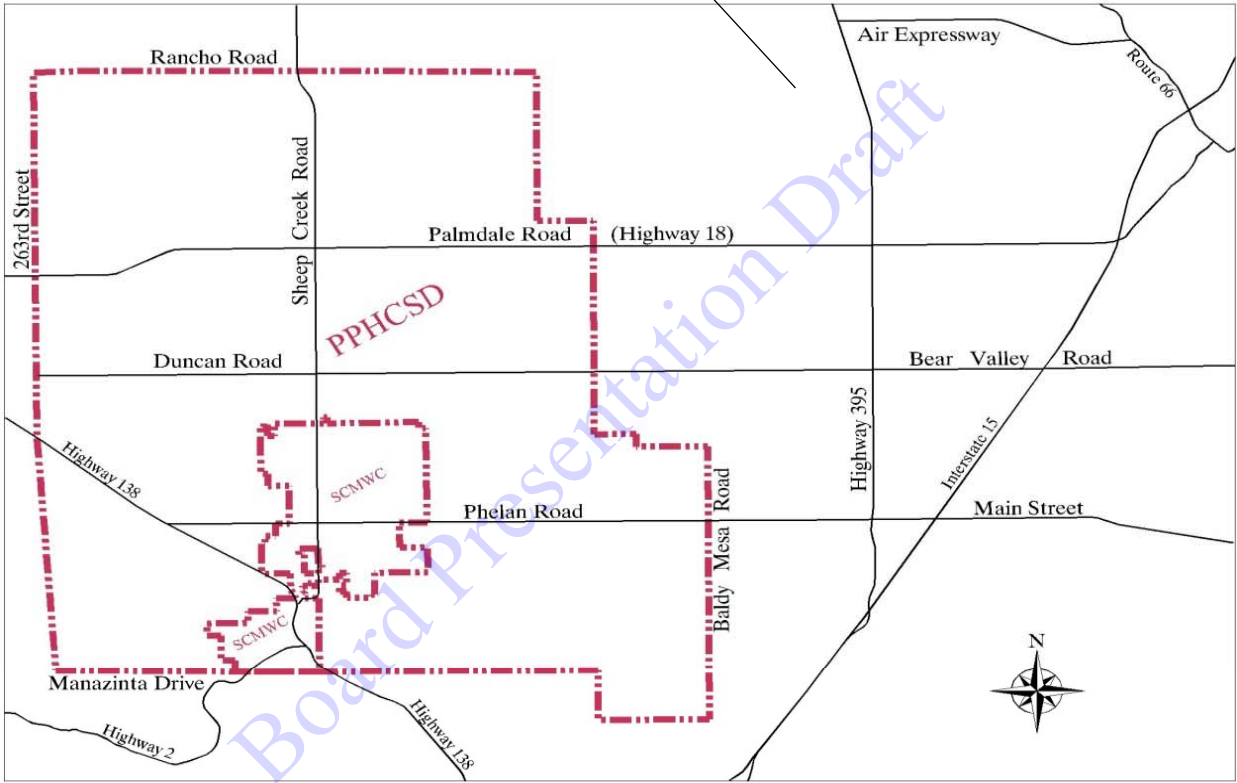 Air Expressway
Rancho Road
Route 66
263rd Street
Sheep Creek Road
Palmdale Road (Highway 18)
PPHCSD
Duncan Road
Bear Valley Road
Highway 138
SCMWC
Highway 395
Interstate 15
Phelan Road
Baldy Mesa Road
Main Street
SCMWC
N
Manazinta Drive
Highway 2
Highway 138
Board Presentation Draft